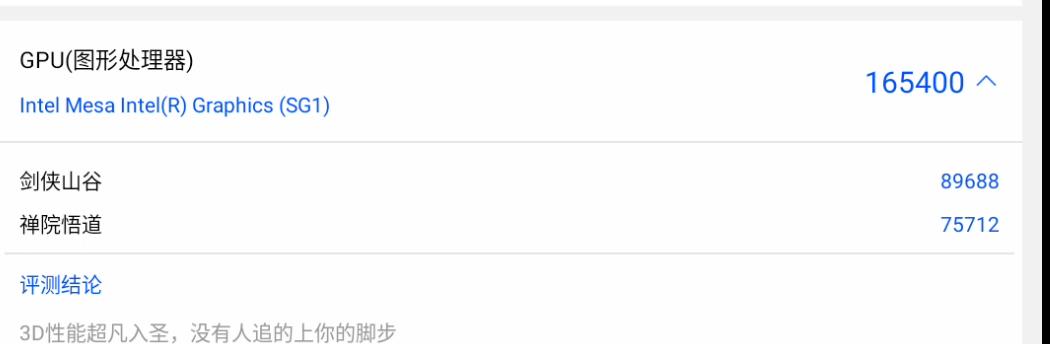 GPU(图形处理器)
165400
Intel Mesa Intel(R) Graphics (SG1)
剑侠山谷 89688
禅院悟道 75712
评测结论
3D性能超凡入圣，没有人追的上你的脚步